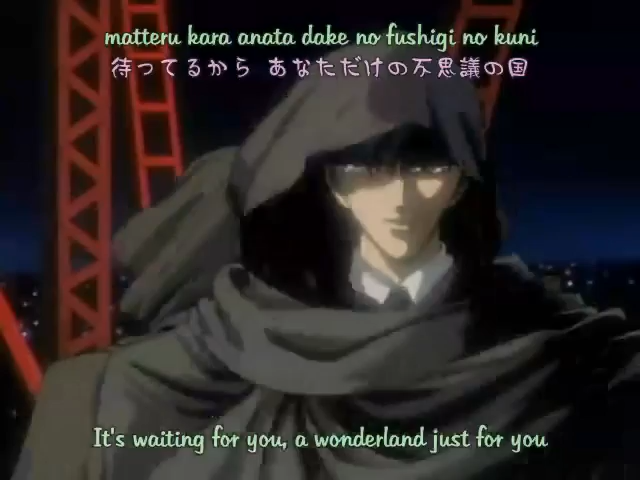 matteru kara anata dake no fushigi no kuni
待ってるから あなただけの不思議の国
It's waiting for you, a wonderland just for you